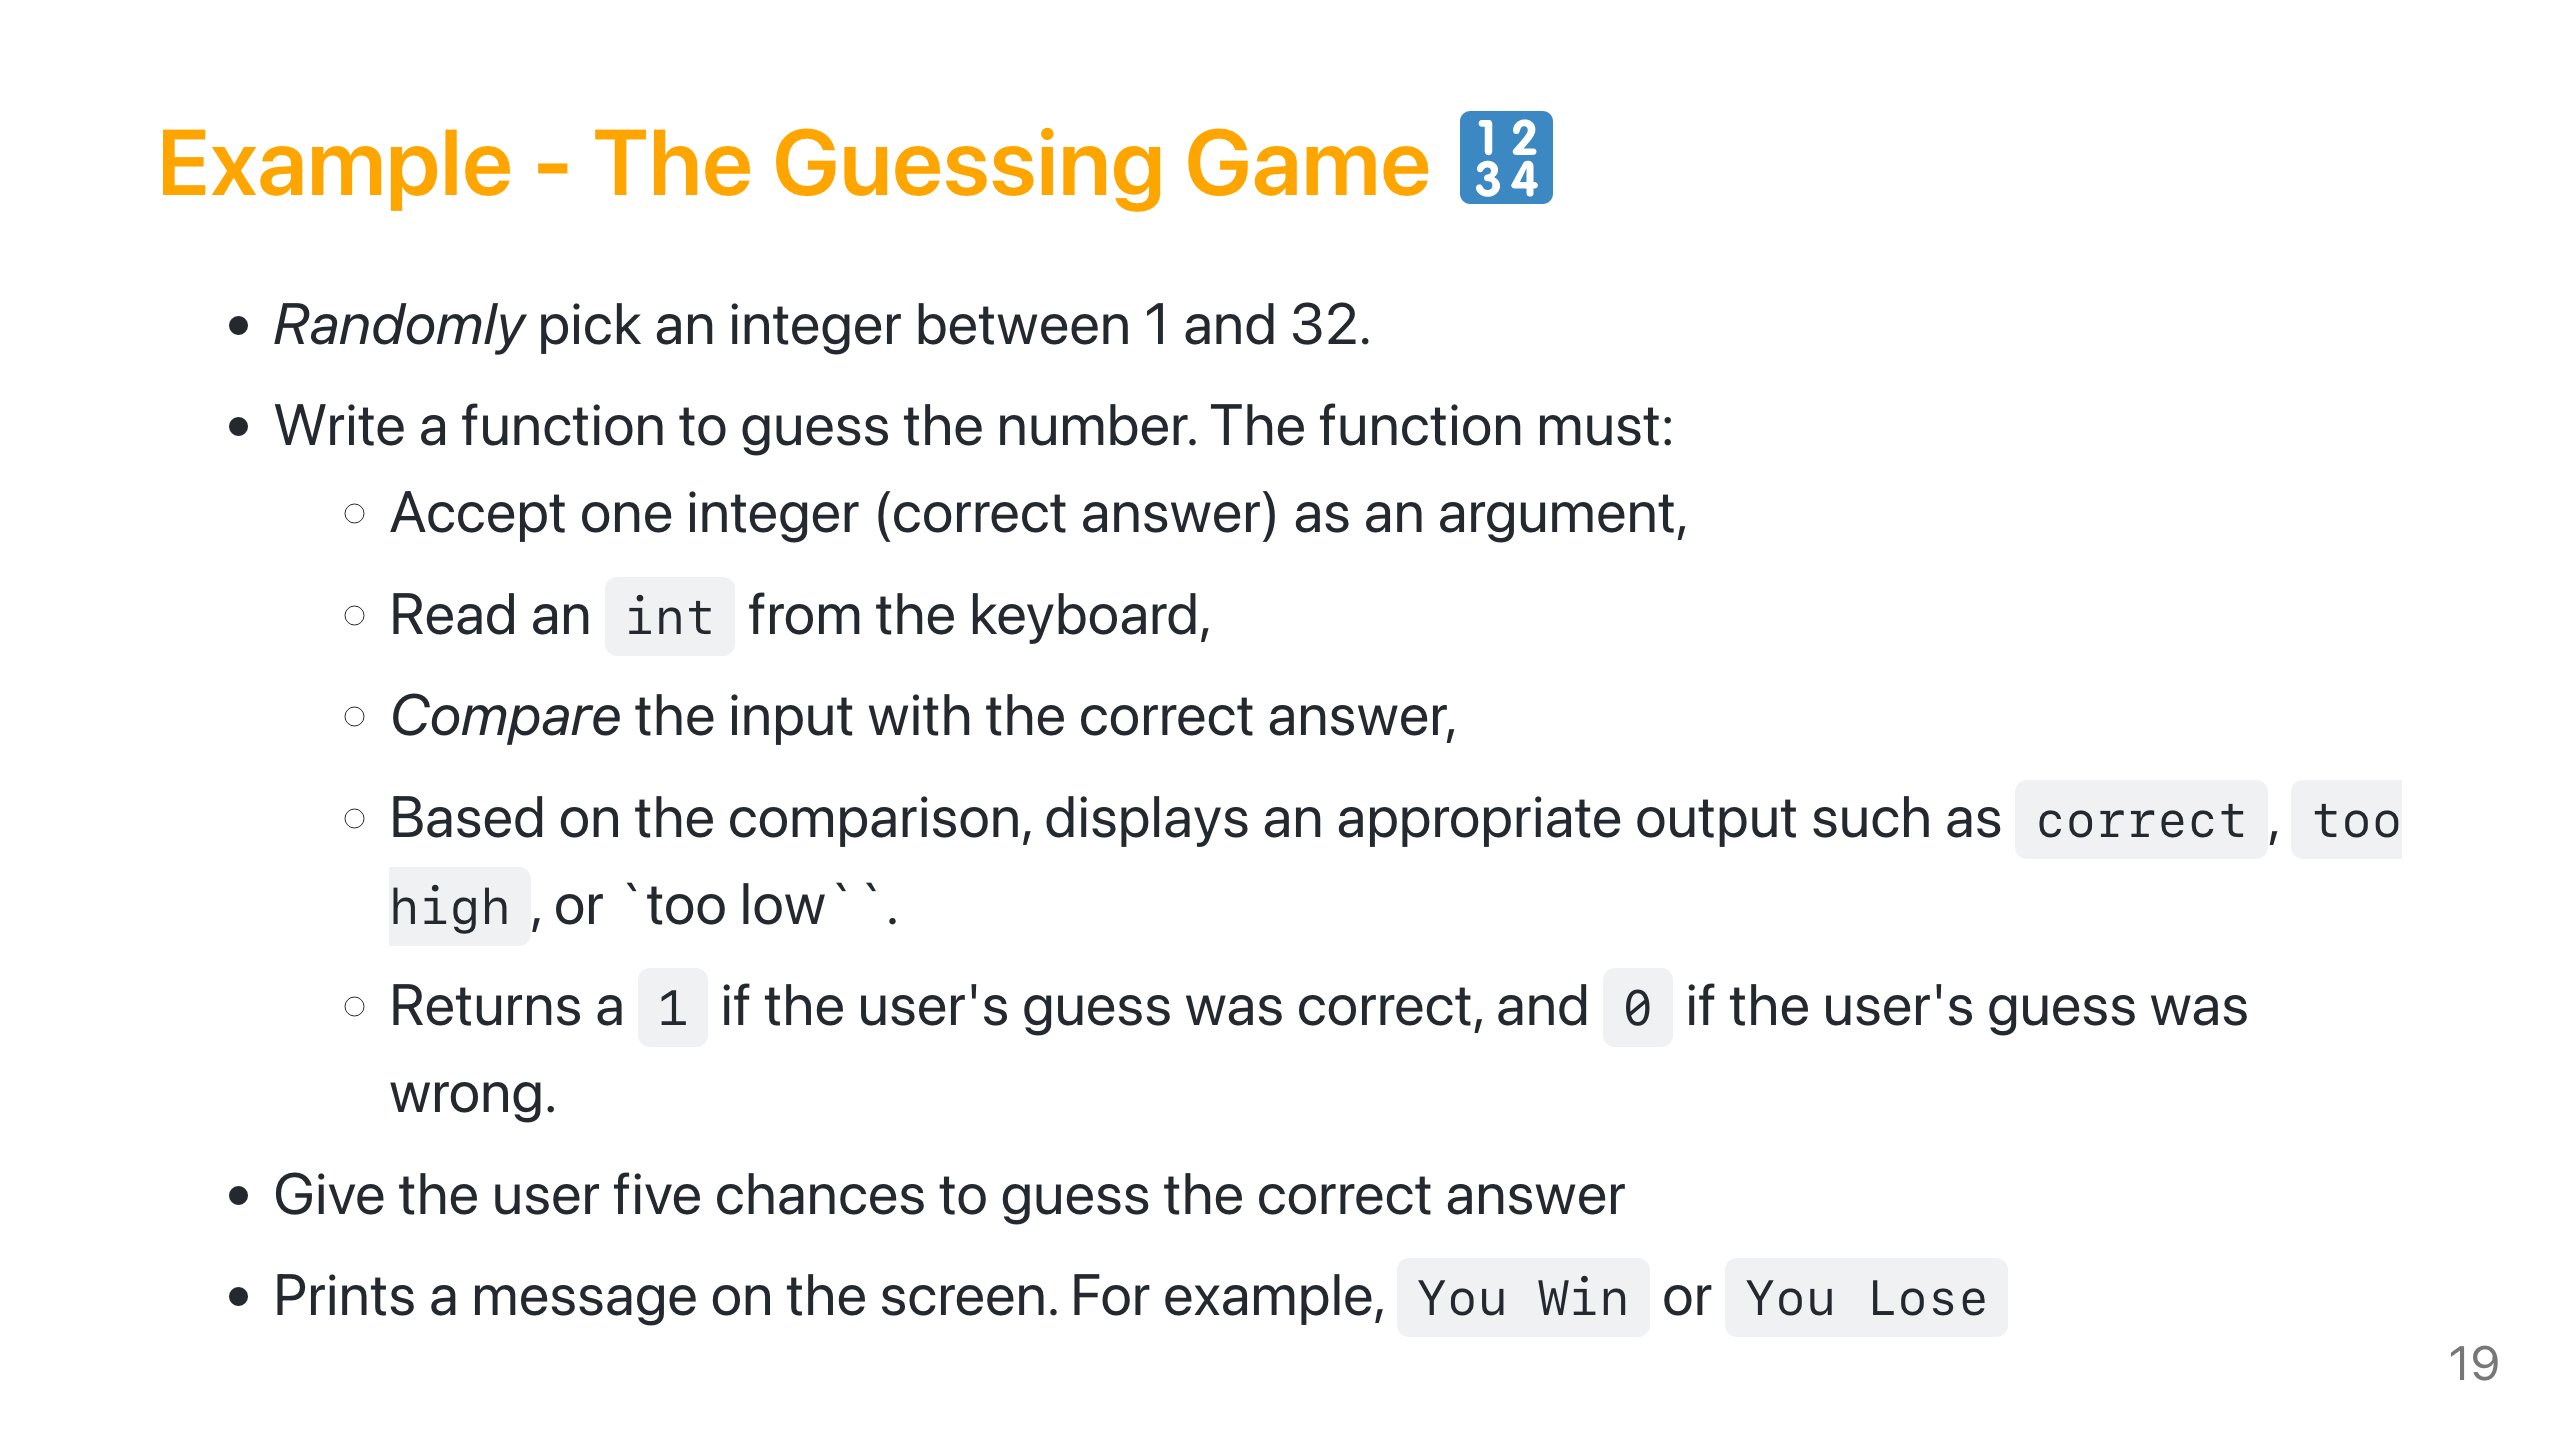 Example - The Guessing Game 🔢
Randomly pick an integer between 1 and 32.
Write a function to guess the number. The function must:
Accept one integer (correct answer) as an argument,
Read an int from the keyboard,
Compare the input with the correct answer,
Based on the comparison, displays an appropriate output such as correct, too
high, or `too low``.
Returns a 1 if the user's guess was correct, and 0 if the user's guess was
wrong.
Give the user five chances to guess the correct answer
Prints a message on the screen. For example, You Win or You Lose
19